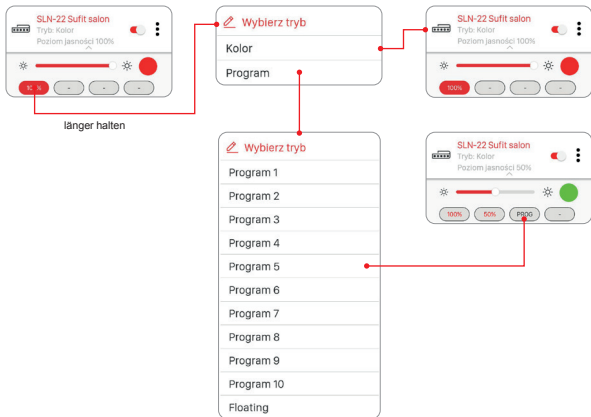 SLN-22 Sufit salon
Tryb: Kolor
Poziom jasności 100%
100%
-
-
-
länger halten
Wybierz tryb
Kolor
Program
SLN-22 Sufit salon
Tryb: Kolor
Poziom jasności 100%
100%
-
-
-
Wybierz tryb
Program 1
Program 2
Program 3
Program 4
Program 5
Program 6
Program 7
Program 8
Program 9
Program 10
Floating
SLN-22 Sufit salon
Tryb: Kolor
Poziom jasności 50%
100%
50%
PROG
-